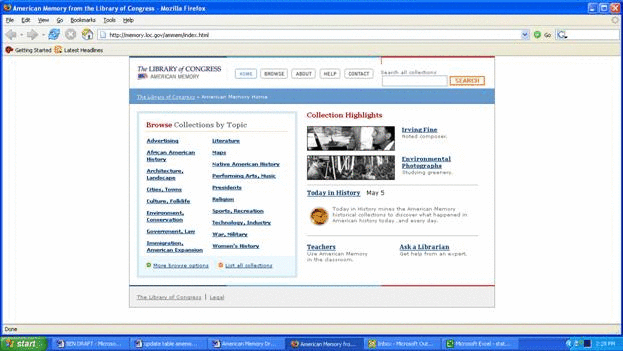 American Memory from the Library of Congress - Mozilla Firefox
File Edit View Go Bookmarks Tools Help
http://memory.loc.gov/ammem/index.html
Go
Getting Started Latest Headlines
The LIBRARY of CONGRESS
AMERICAN MEMORY
HOME BROWSE ABOUT HELP CONTACT
Search all collections
SEARCH
The Library of Congress » American Memory Home
Browse Collections by Topic
Advertising
African American
History
Architecture,
Landscape
Cities, Towns
Culture, Folklife
Environment,
Conservation
Government, Law
Immigration,
American Expansion
Literature
Maps
Native American History
Performing Arts, Music
Presidents
Religion
Sports, Recreation
Technology, Industry
War, Military
Women's History
More browse options List all collections
Collection Highlights
Irving Fine
Noted composer.
Environmental
Photographs
Studying greenery.
Today in History May 5
Today in History mines the American Memory
historical collections to discover what happened in
American history today...and every day.
Teachers
Use American Memory
in the classroom.
Ask a Librarian
Get help from an expert.
The Library of Congress | Legal
Done
start BEN DRAFT - Microso... update table amemo... American Memory Dr... American Memory fro... Inbox - Microsoft Out... Microsoft Excel - stat... 2:28 PM